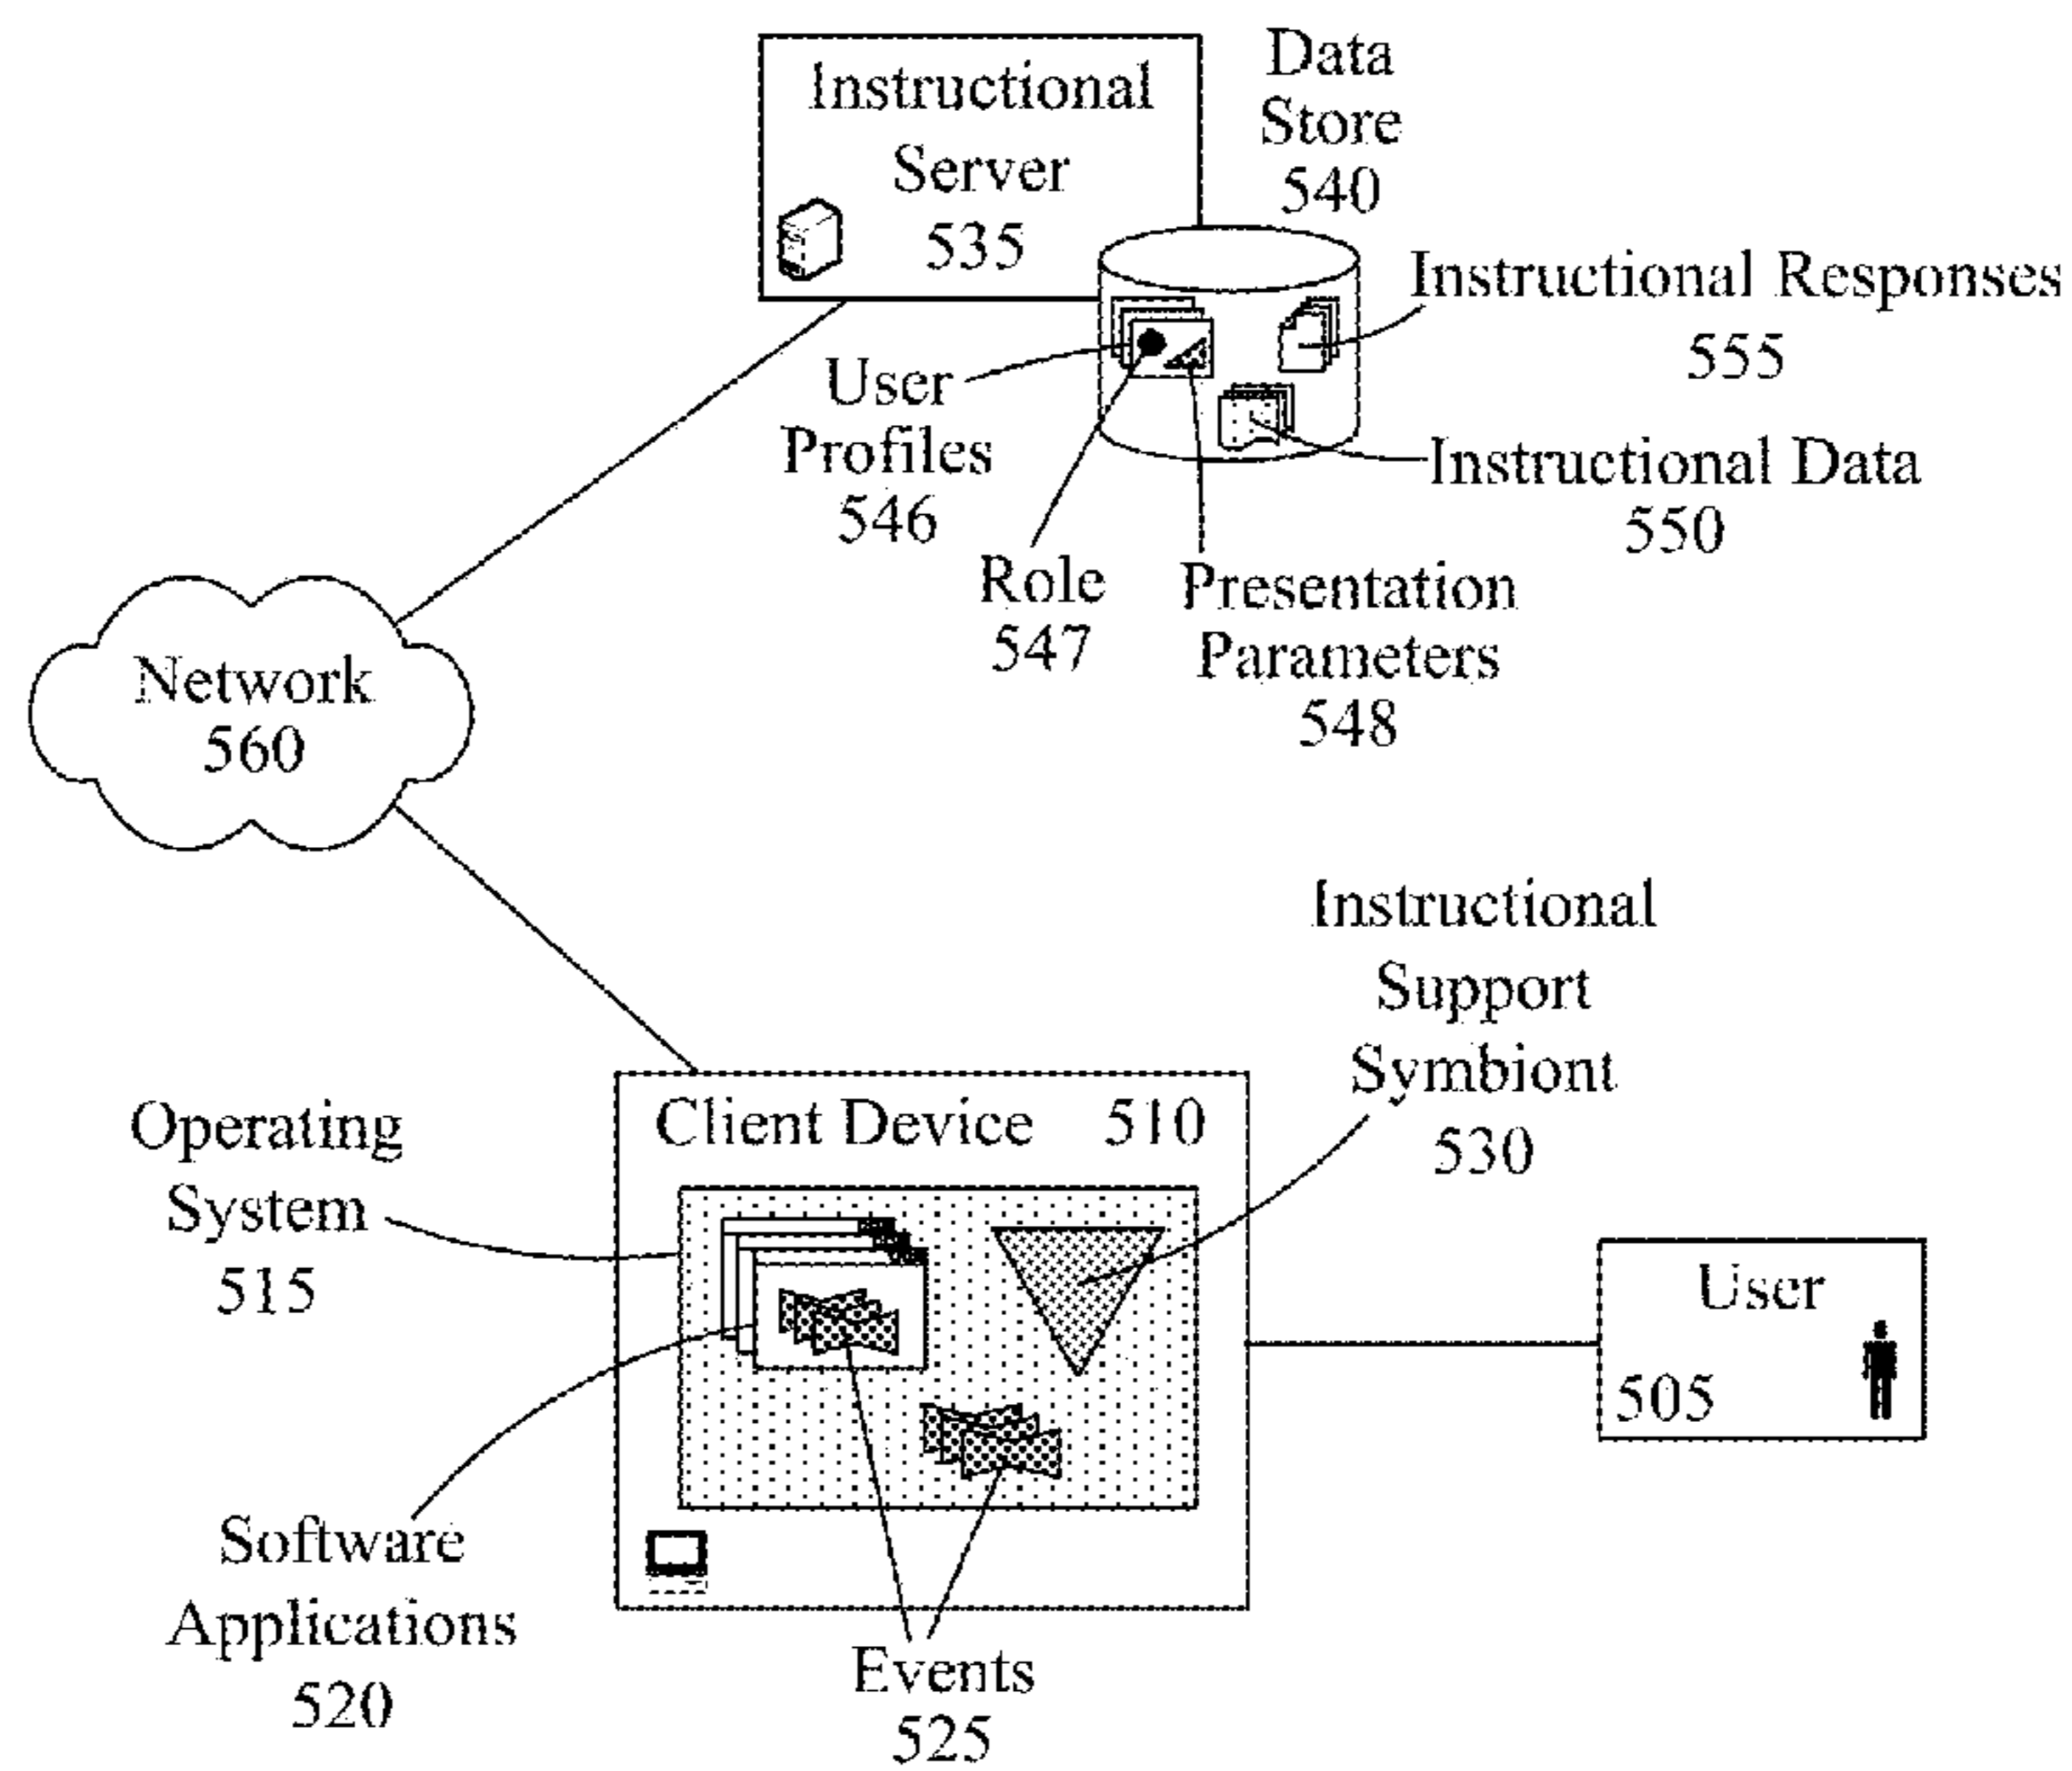 Instructional
Server
535
Data
Store
540
Instructional Responses
555
User
Profiles
546
Instructional Data
550
Role
547
Presentation
Parameters
548
Network
560
Instructional
Support
Symbiont
530
Client Device 510
Operating
System
515
User
505
Software
Applications
520
Events
525